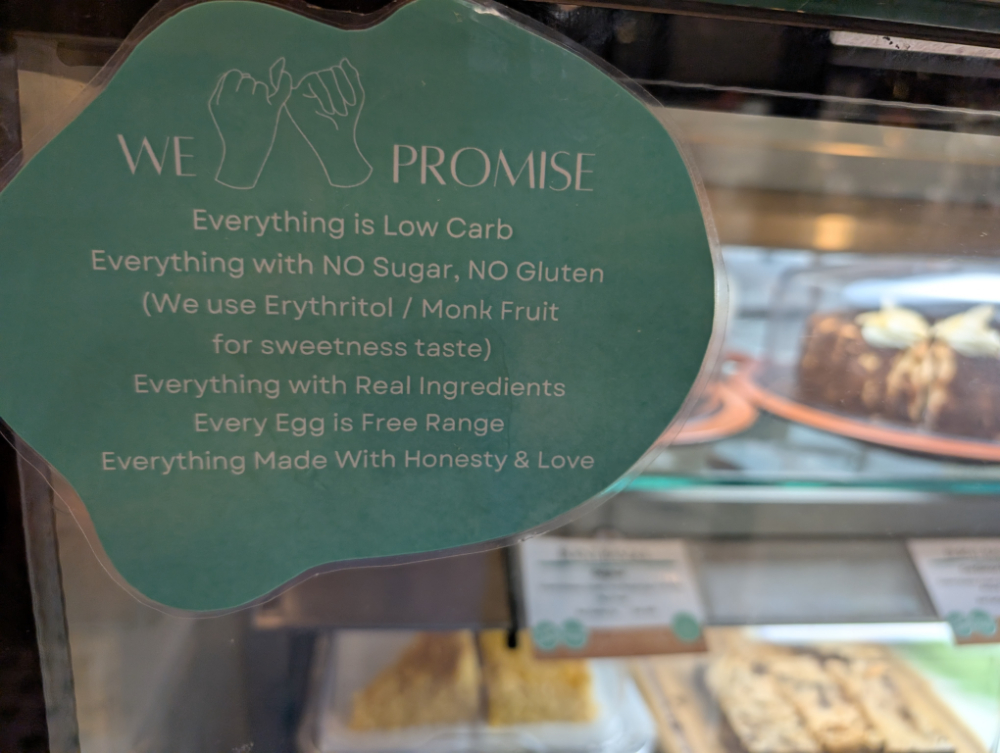 WE PROMISE
Everything is Low Carb
Everything with NO Sugar, NO Gluten
(We use Erythritol / Monk Fruit
for sweetness taste)
Everything with Real Ingredients
Every Egg is Free Range
Everything Made With Honesty & Love